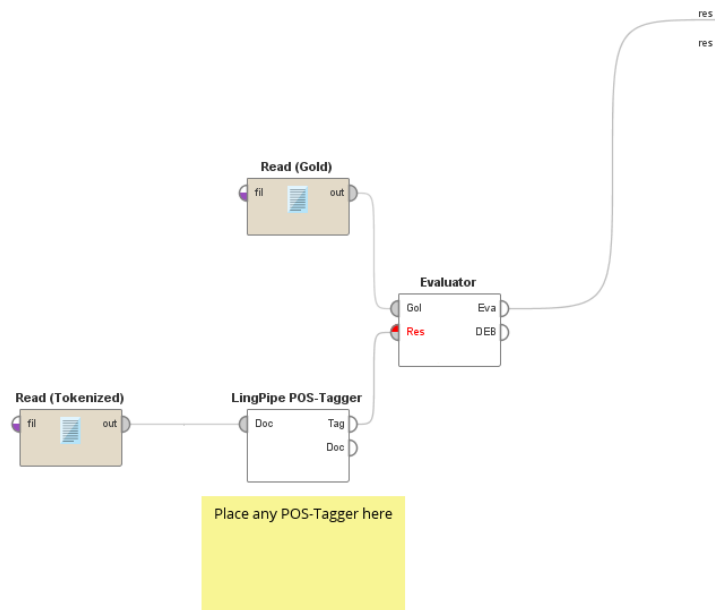 res
res
Read (Gold)
fil out
Evaluator
Gol Eva
Res DEB
Read (Tokenized)
fil out
LingPipe POS-Tagger
Doc Tag
Doc
Place any POS-Tagger here